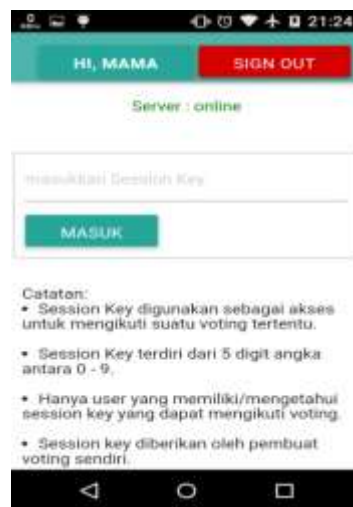 21:24
HI, MAMA
SIGN OUT
Server : online
masukkan Session Key
MASUK
Catatan:
• Session Key digunakan sebagai akses
untuk mengikuti suatu voting tertentu.
• Session Key terdiri dari 5 digit angka
antara 0 - 9.
• Hanya user yang memiliki/mengetahui
session key yang dapat mengikuti voting.
• Session key diberikan oleh pembuat
voting sendiri.